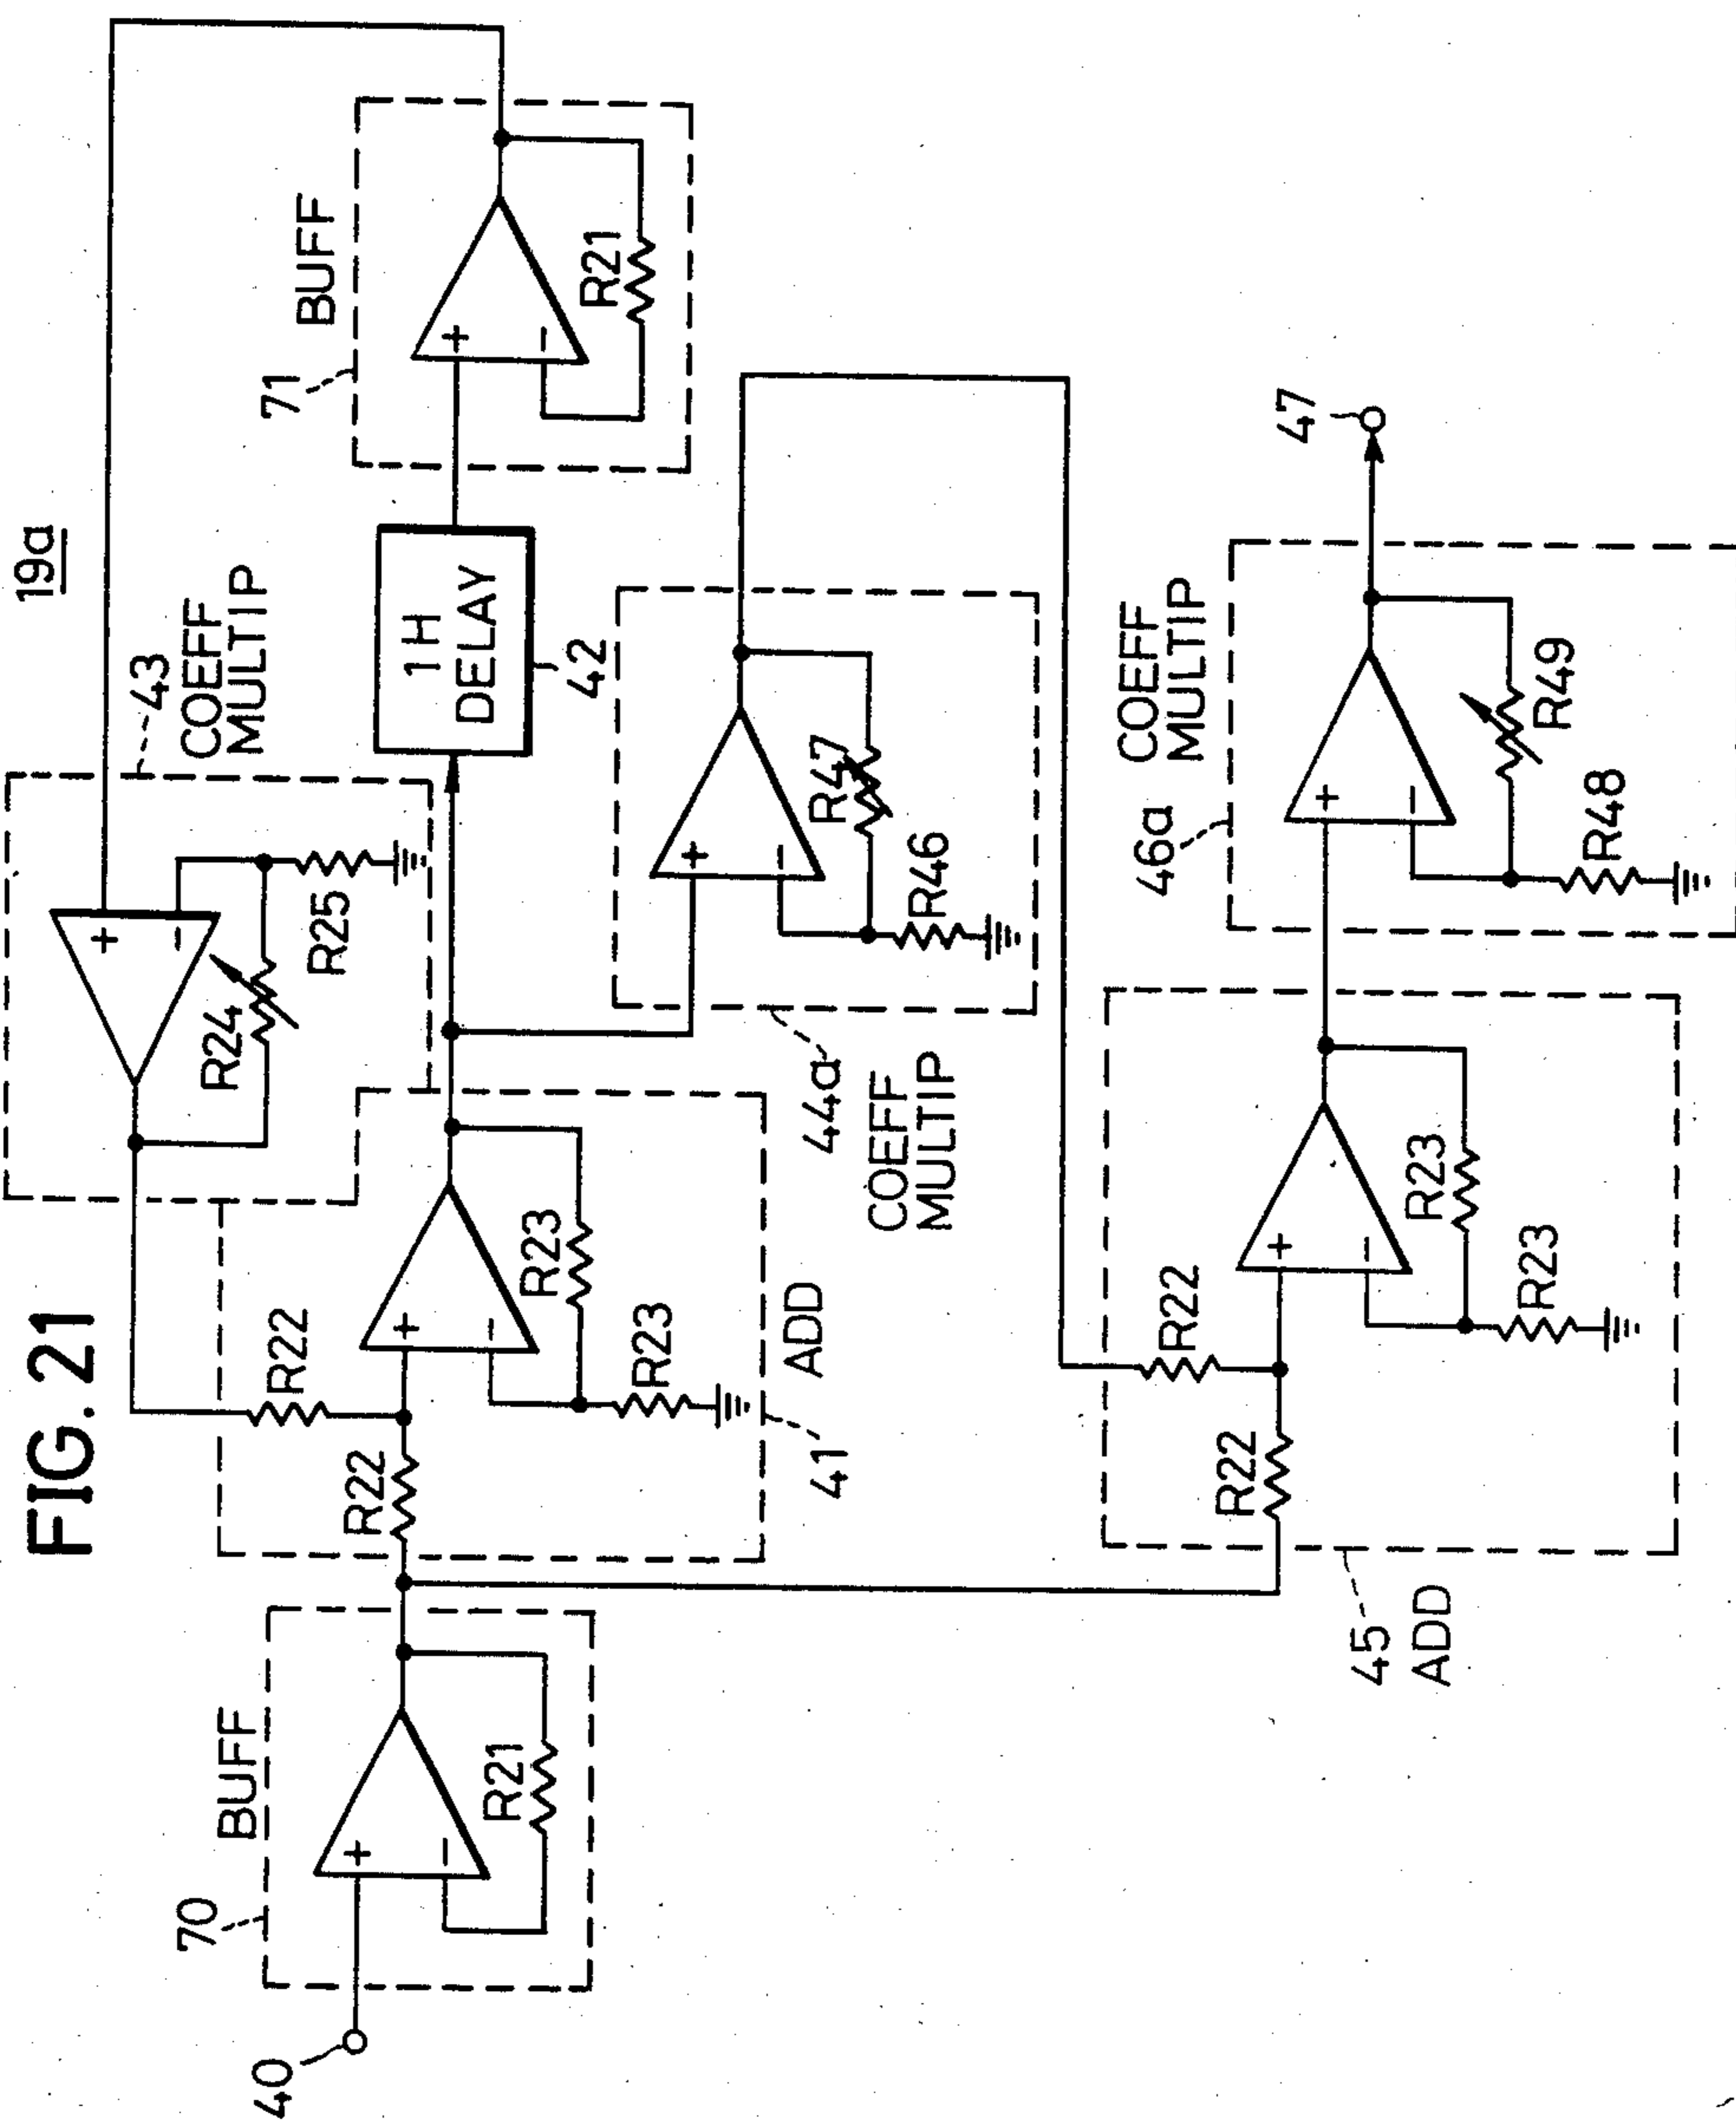 FIG. 21
19a
43
COEFF
MULTIP
+
−
R24
R25
71
BUFF
+
−
R21
1H
DELAY
42
R22
R22
+
−
R23
R23
41
ADD
70
BUFF
+
−
R21
40
44a
COEFF
MULTIP
+
−
R47
R46
45
ADD
R22
R22
+
−
R23
R23
46a
COEFF
MULTIP
+
−
R49
R48
47